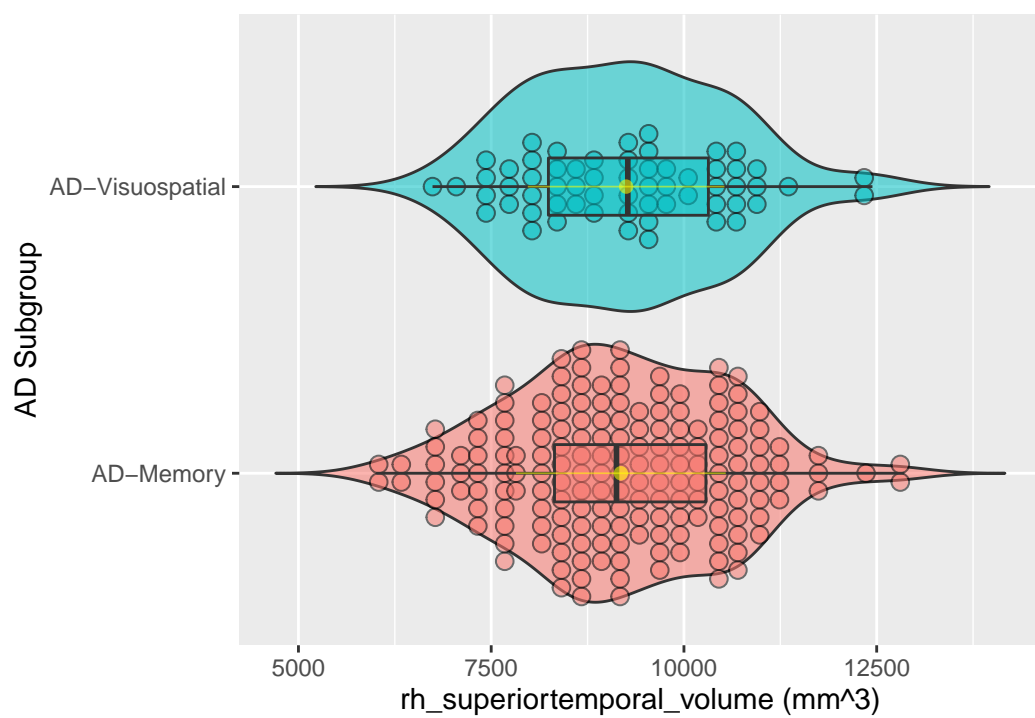 AD Subgroup
AD−Visuospatial
AD−Memory
5000
7500
10000
12500
rh_superiortemporal_volume (mm^3)